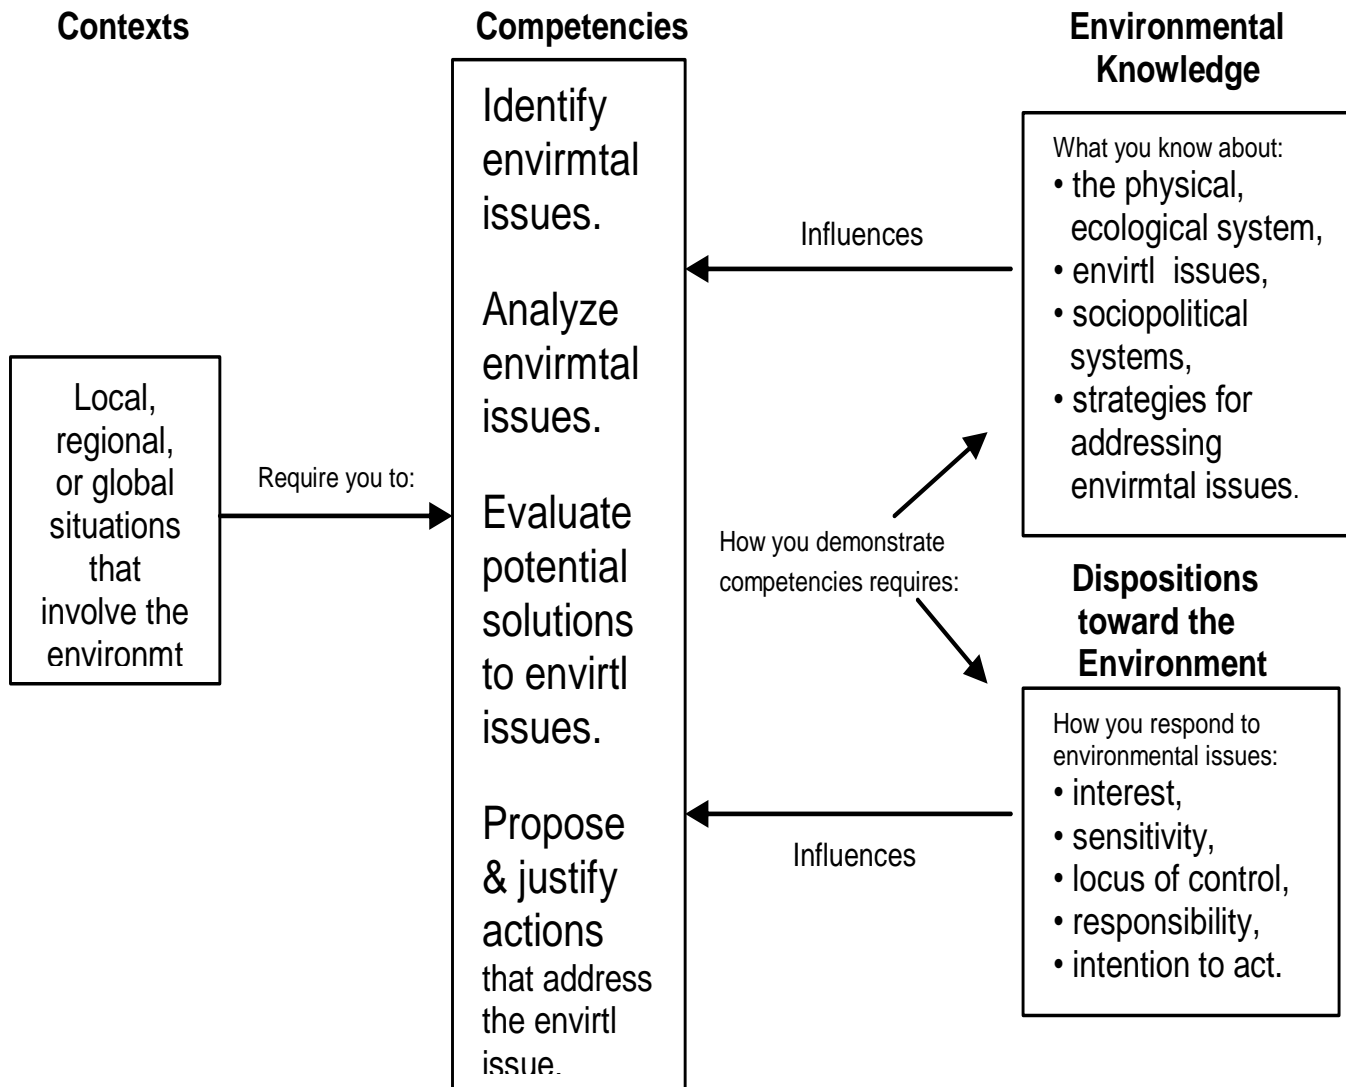 Contexts
Local,
regional,
or global
situations
that
involve the
environmt
Require you to:
Competencies
Identify
envirmtal
issues.
Analyze
envirmtal
issues.
Evaluate
potential
solutions
to envirtl
issues.
Propose
& justify
actions
that address
the envirtl
issue.
Influences
How you demonstrate
competencies requires:
Influences
Environmental
Knowledge
What you know about:
• the physical,
ecological system,
• envirtl issues,
• sociopolitical
systems,
• strategies for
addressing
envirmtal issues.
Dispositions
toward the
Environment
How you respond to
environmental issues:
• interest,
• sensitivity,
• locus of control,
• responsibility,
• intention to act.